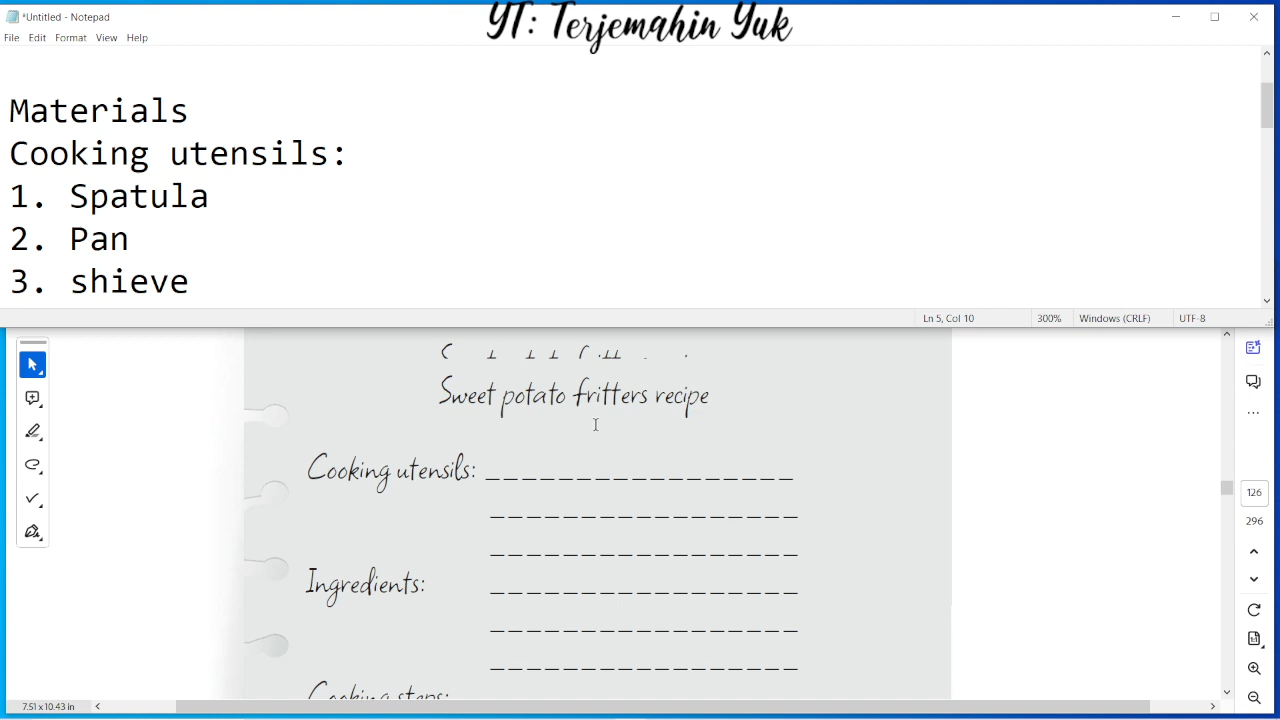 *Untitled - Notepad
YT: Terjemahin Yuk
File Edit Format View Help
Materials
Cooking utensils:
1. Spatula
2. Pan
3. shieve
Ln 5, Col 10 300% Windows (CRLF) UTF-8
Sweet potato fritters recipe
Cooking utensils: _ _ _ _ _ _ _ _ _ _ _ _ _ _ _ _ _
_ _ _ _ _ _ _ _ _ _ _ _ _ _ _ _ _
_ _ _ _ _ _ _ _ _ _ _ _ _ _ _ _ _
Ingredients: _ _ _ _ _ _ _ _ _ _ _ _ _ _ _ _ _
_ _ _ _ _ _ _ _ _ _ _ _ _ _ _ _ _
_ _ _ _ _ _ _ _ _ _ _ _ _ _ _ _ _
Cooking steps:
126
296
7.51 x 10.43 in